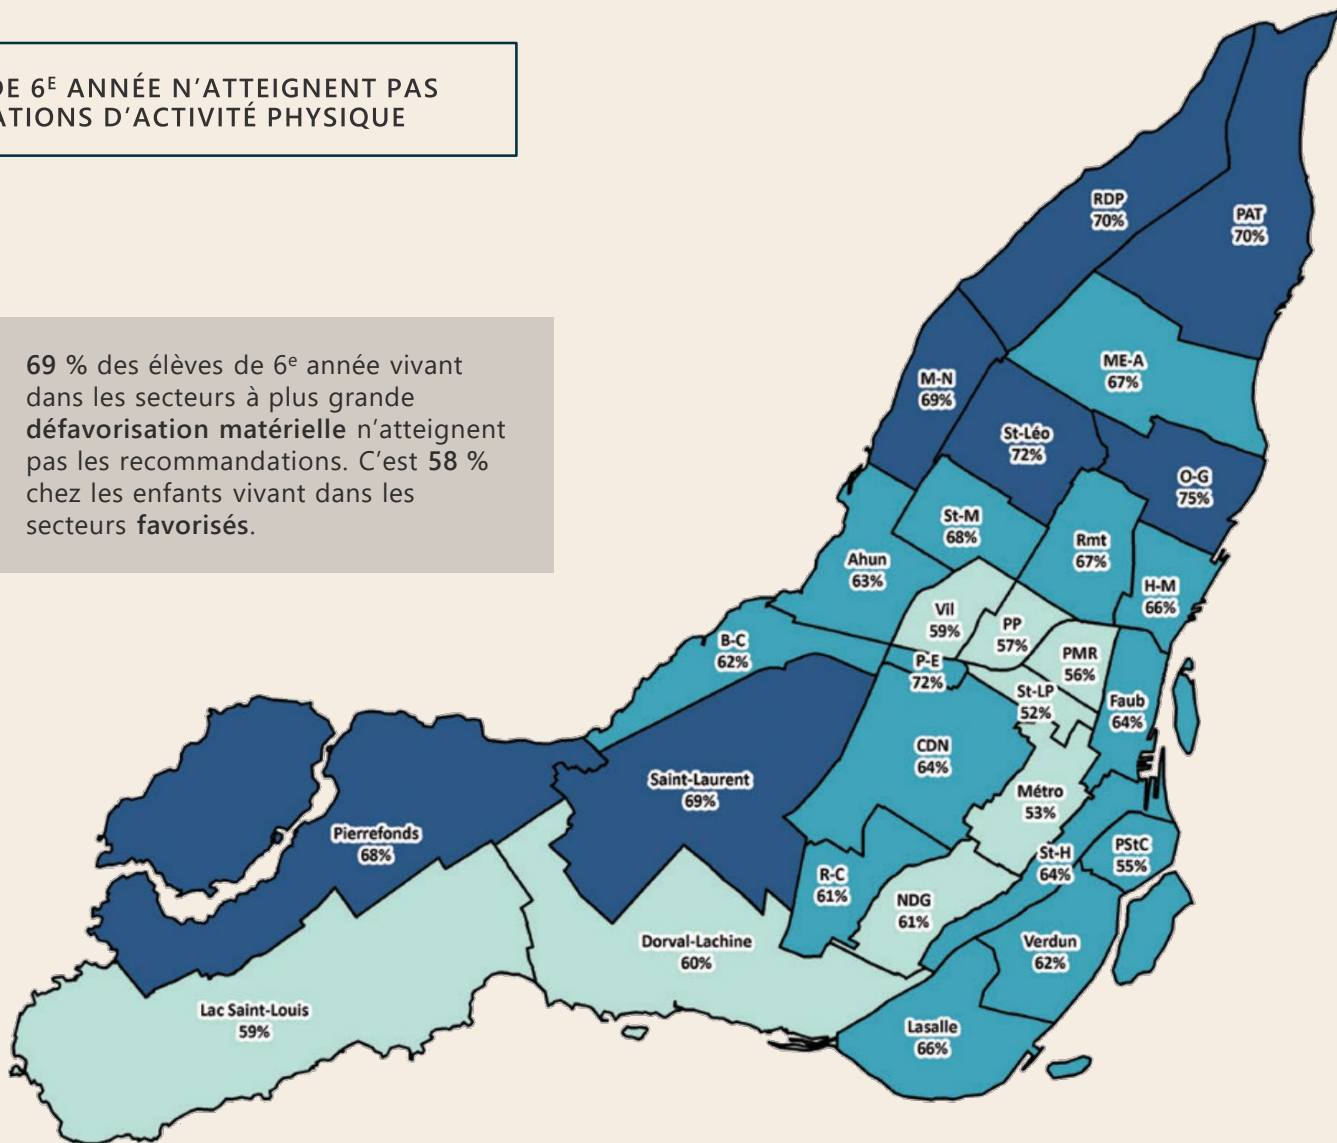 DE 6E ANNÉE N'ATTEIGNENT PAS
ATIONS D'ACTIVITÉ PHYSIQUE
69 % des élèves de 6e année vivant
dans les secteurs à plus grande
défavorisation matérielle n'atteignent
pas les recommandations. C'est 58 %
chez les enfants vivant dans les
secteurs favorisés.
RDP
70%
PAT
70%
ME-A
67%
M-N
69%
St-Léo
72%
O-G
75%
St-M
68%
Rmt
67%
Ahun
63%
H-M
66%
Vil
59%
PP
57%
B-C
62%
P-E
72%
PMR
56%
St-LP
52%
Faub
64%
CDN
64%
Saint-Laurent
69%
Métro
53%
Pierrefonds
68%
St-H
64%
PStC
55%
R-C
61%
NDG
61%
Dorval-Lachine
60%
Verdun
62%
Lac Saint-Louis
59%
Lasalle
66%